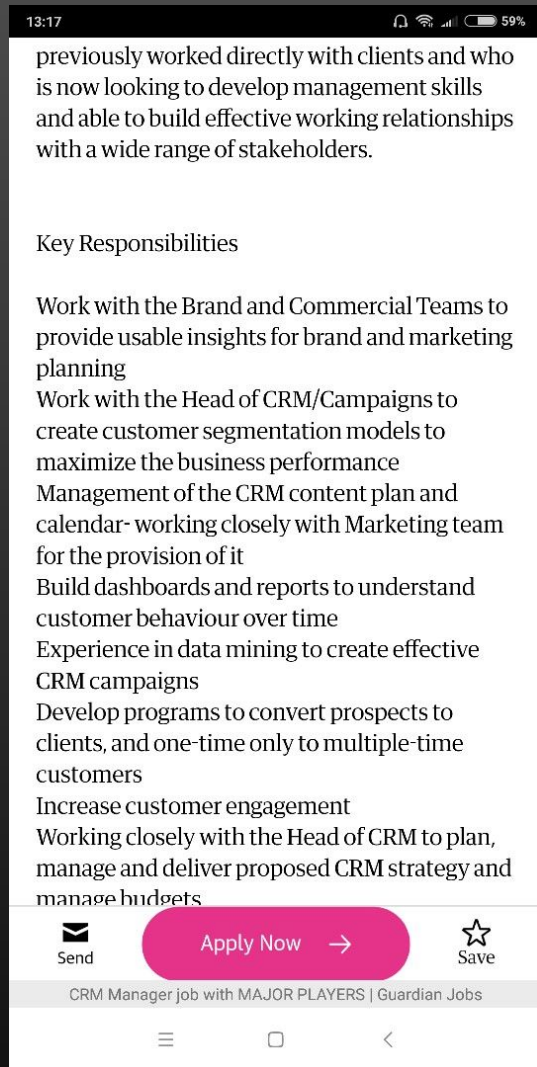 13:17
59%
previously worked directly with clients and who
is now looking to develop management skills
and able to build effective working relationships
with a wide range of stakeholders.
Key Responsibilities
Work with the Brand and Commercial Teams to
provide usable insights for brand and marketing
planning
Work with the Head of CRM/Campaigns to
create customer segmentation models to
maximize the business performance
Management of the CRM content plan and
calendar- working closely with Marketing team
for the provision of it
Build dashboards and reports to understand
customer behaviour over time
Experience in data mining to create effective
CRM campaigns
Develop programs to convert prospects to
clients, and one-time only to multiple-time
customers
Increase customer engagement
Working closely with the Head of CRM to plan,
manage and deliver proposed CRM strategy and
manage budgets
Send
Apply Now →
Save
CRM Manager job with MAJOR PLAYERS | Guardian Jobs